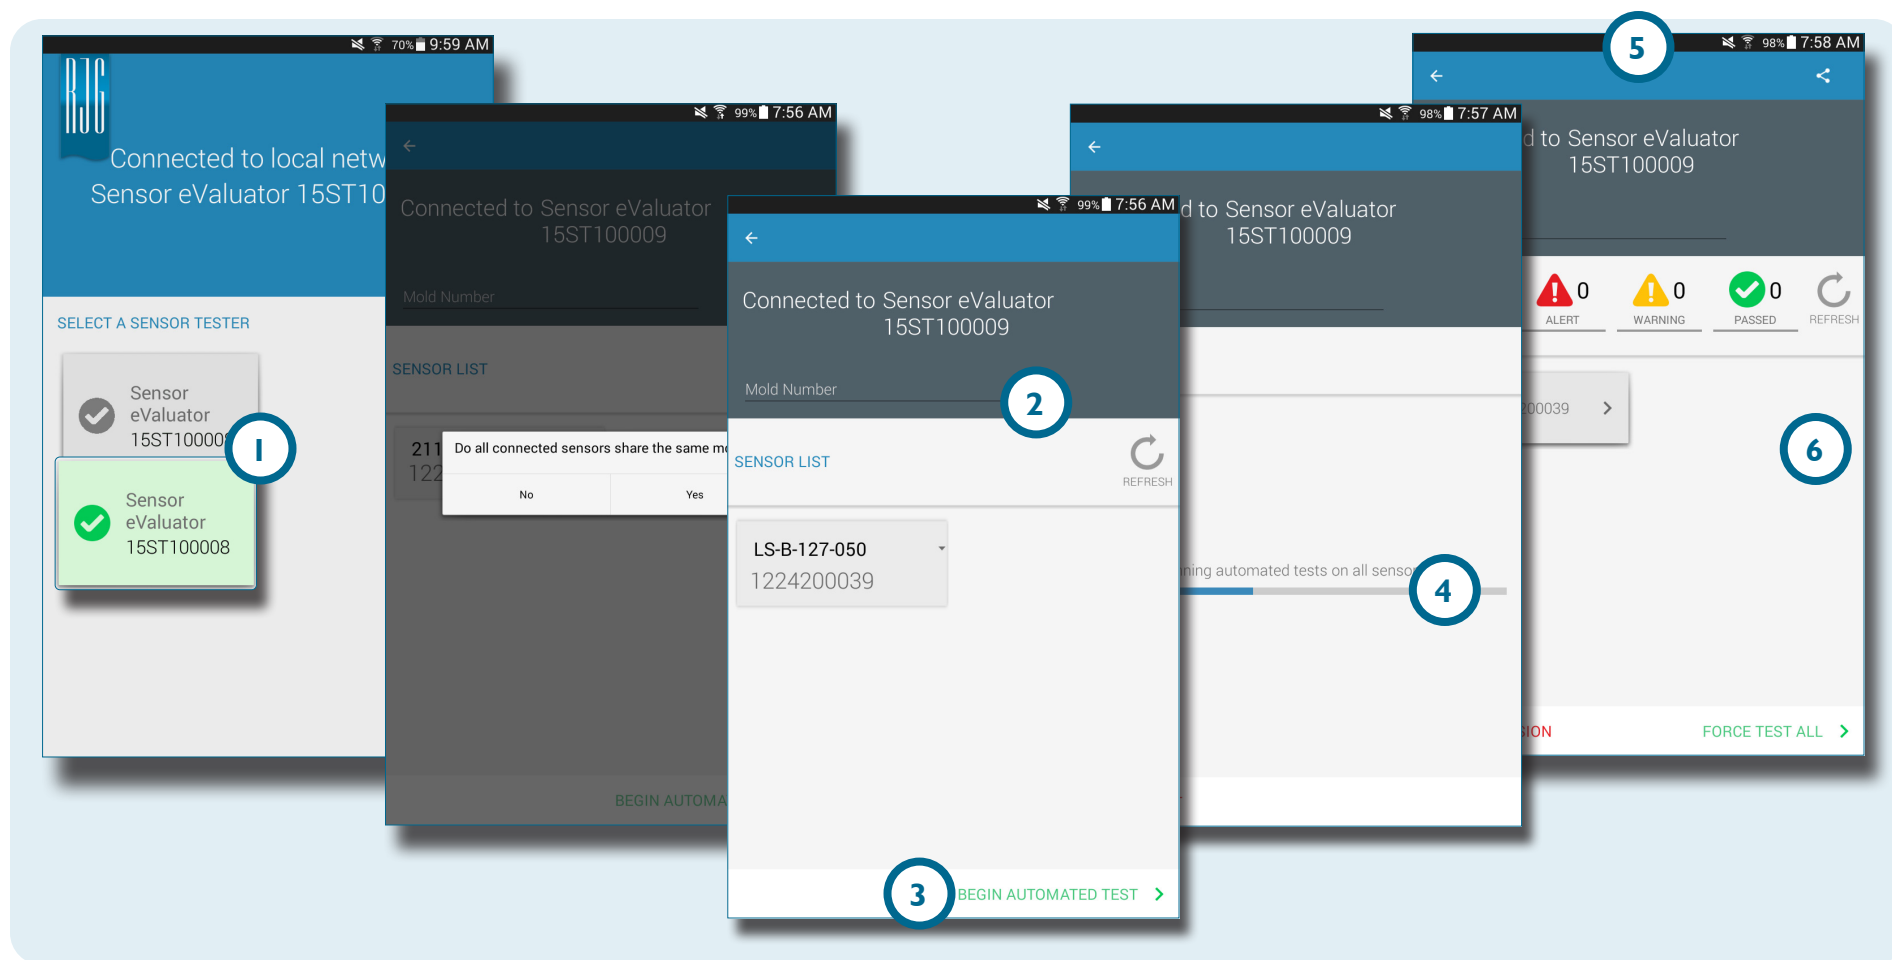 70% 9:59 AM
RJG
Connected to local netw
Sensor eValuator 15ST10
SELECT A SENSOR TESTER
Sensor
eValuator
15ST10000
1
Sensor
eValuator
15ST100008
99% 7:56 AM
Connected to Sensor eValuator
15ST100009
Mold Number
SENSOR LIST
211
122
Do all connected sensors share the same m
No
Yes
BEGIN AUTOMA
99% 7:56 AM
Connected to Sensor eValuator
15ST100009
Mold Number
2
SENSOR LIST
REFRESH
LS-B-127-050
1224200039
3
BEGIN AUTOMATED TEST
98% 7:57 AM
d to Sensor eValuator
15ST100009
nning automated tests on all sensor
4
5
98% 7:58 AM
d to Sensor eValuator
15ST100009
0
ALERT
0
WARNING
0
PASSED
REFRESH
200039
6
SION
FORCE TEST ALL